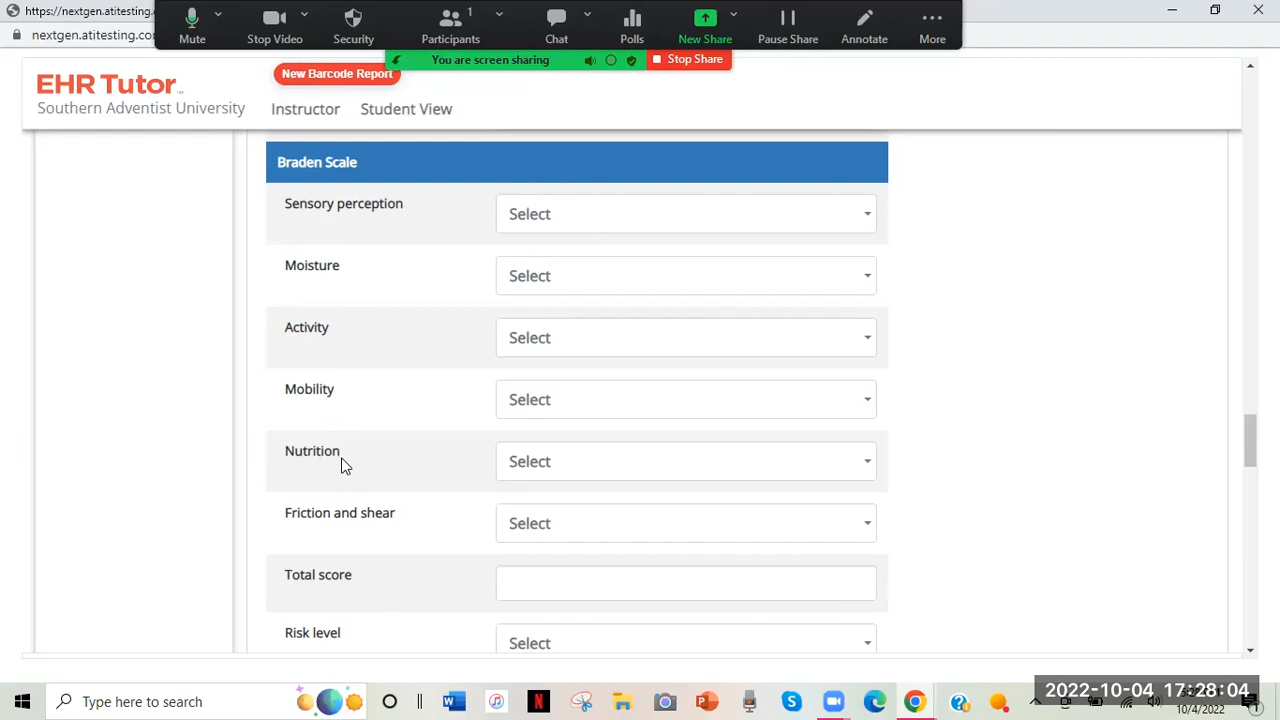 https://nextgen.atitesting.com
nextgen.atitesting.co
Mute
Stop Video
Security
1
Participants
Chat
Polls
New Share
Pause Share
Annotate
More
You are screen sharing
Stop Share
EHR Tutor
Southern Adventist University
New Barcode Report
Instructor
Student View
Braden Scale
Sensory perception
Select
Moisture
Select
Activity
Select
Mobility
Select
Nutrition
Select
Friction and shear
Select
Total score
Risk level
Select
Type here to search
2022-10-04 17:28:04
10/4/2022